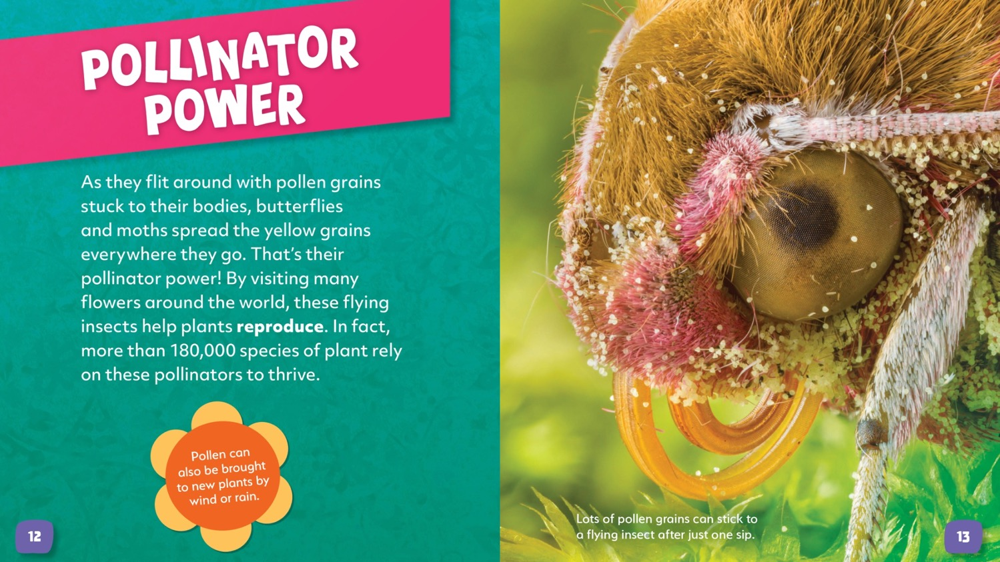 POLLINATOR
POWER
As they flit around with pollen grains
stuck to their bodies, butterflies
and moths spread the yellow grains
everywhere they go. That’s their
pollinator power! By visiting many
flowers around the world, these flying
insects help plants reproduce. In fact,
more than 180,000 species of plant rely
on these pollinators to thrive.
Pollen can
also be brought
to new plants by
wind or rain.
12
Lots of pollen grains can stick to
a flying insect after just one sip.
13